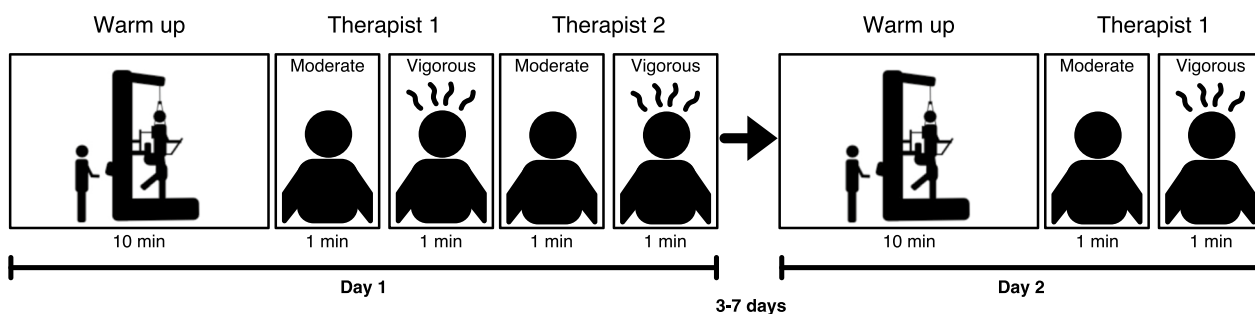 Warm up Therapist 1 Therapist 2 Warm up Therapist 1
Moderate Vigorous Moderate Vigorous Moderate Vigorous
10 min 1 min 1 min 1 min 1 min 10 min 1 min 1 min
Day 1 Day 2
3-7 days